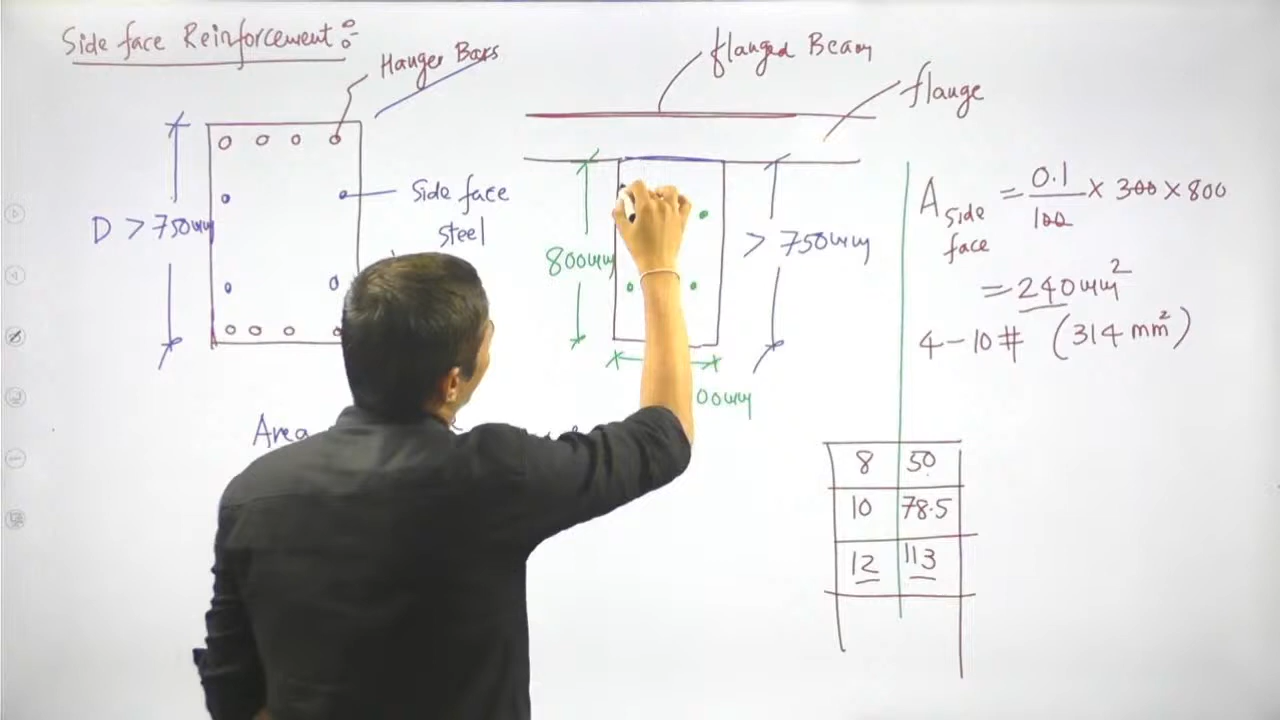 Side face Reinforcement:-
Hanger Bars
flanged Beam
flange
D > 750mm
Side face
steel
800mm
> 750mm
00mm
Area
A side face = 0.1/100 × 300 × 800
= 240mm²
4-10# (314 mm²)
8 50
10 78.5
12 113